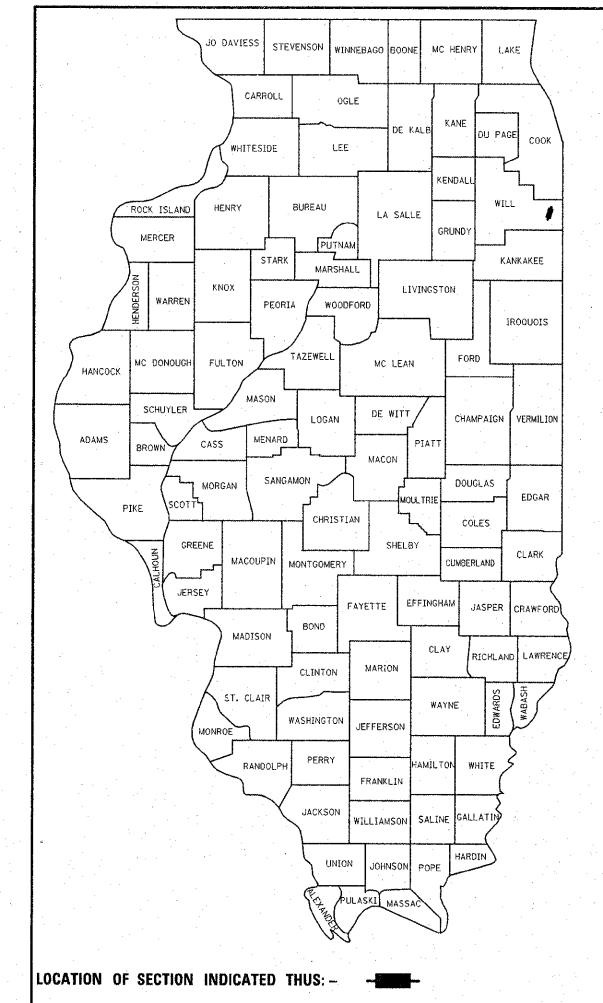 JO DAVIESS STEVENSON WINNEBAGO BOONE MC HENRY LAKE
CARROLL OGLE DE KALB KANE DU PAGE COOK
WHITESIDE LEE
KENDALL
ROCK ISLAND HENRY BUREAU LA SALLE GRUNDY WILL
MERCER PUTNAM KANKAKEE
HENDERSON WARREN KNOX STARK MARSHALL
PEORIA WOODFORD LIVINGSTON IROQUOIS
HANCOCK MC DONOUGH FULTON TAZEWELL MC LEAN FORD
SCHUYLER MASON LOGAN DE WITT CHAMPAIGN VERMILION
ADAMS BROWN CASS MENARD MACON PIATT
PIKE SCOTT MORGAN SANGAMON CHRISTIAN MOULTRIE DOUGLAS EDGAR
COLES
CALHOUN GREENE MACOUPIN MONTGOMERY SHELBY CUMBERLAND CLARK
JERSEY FAYETTE EFFINGHAM JASPER CRAWFORD
MADISON BOND
CLAY RICHLAND LAWRENCE
CLINTON MARION
ST. CLAIR WAYNE EDWARDS WABASH
MONROE WASHINGTON JEFFERSON
RANDOLPH PERRY HAMILTON WHITE
FRANKLIN
JACKSON WILLIAMSON SALINE GALLATIN
UNION JOHNSON POPE HARDIN
ALEXANDER PULASKI MASSAC
LOCATION OF SECTION INDICATED THUS: -